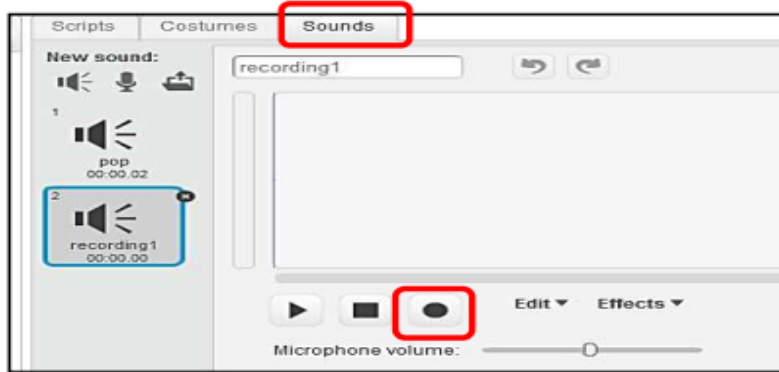 Scripts Costumes Sounds
New sound:
recording1
1
pop
00:00.02
2
recording1
00:00.00
Edit Effects
Microphone volume: